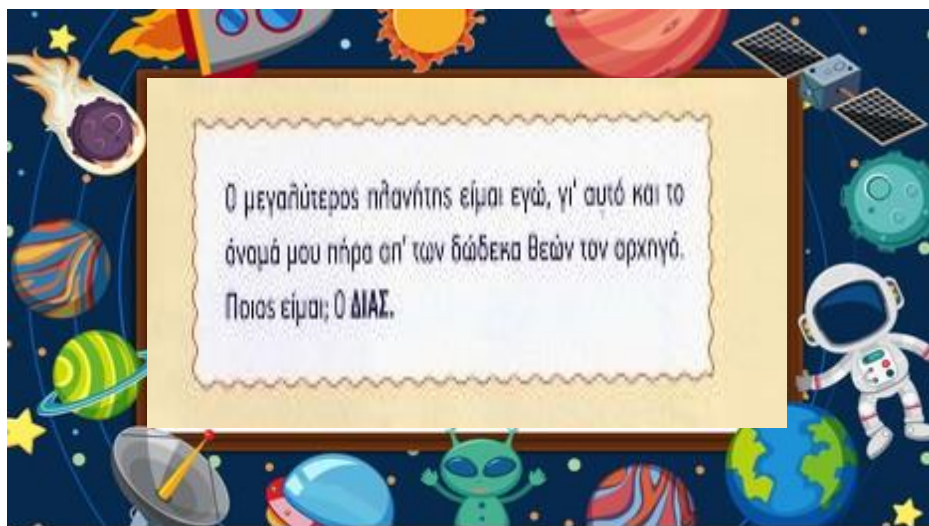 Ο μεγαλύτερος πλανήτης είμαι εγώ, γι' αυτό και το
όνομά μου πήρα απ' των δώδεκα θεών τον αρχηγό.
Ποιος είμαι; Ο ΔΙΑΣ.